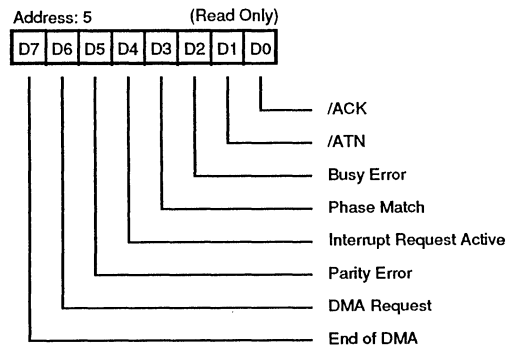 Address: 5 (Read Only)
D7 D6 D5 D4 D3 D2 D1 D0
/ACK
/ATN
Busy Error
Phase Match
Interrupt Request Active
Parity Error
DMA Request
End of DMA